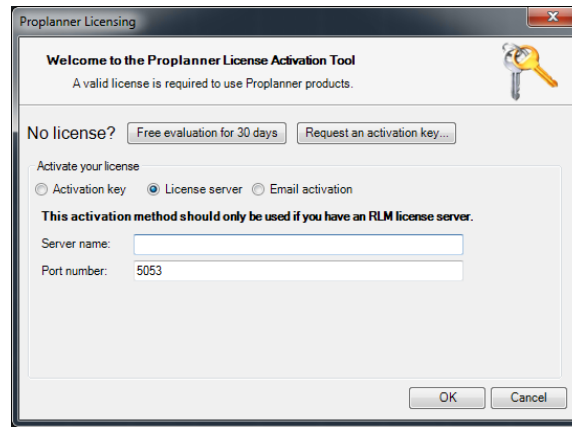 Proplanner Licensing
Welcome to the Proplanner License Activation Tool
A valid license is required to use Proplanner products.
No license? Free evaluation for 30 days Request an activation key...
Activate your license
Activation key License server Email activation
This activation method should only be used if you have an RLM license server.
Server name:
Port number: 5053
OK Cancel